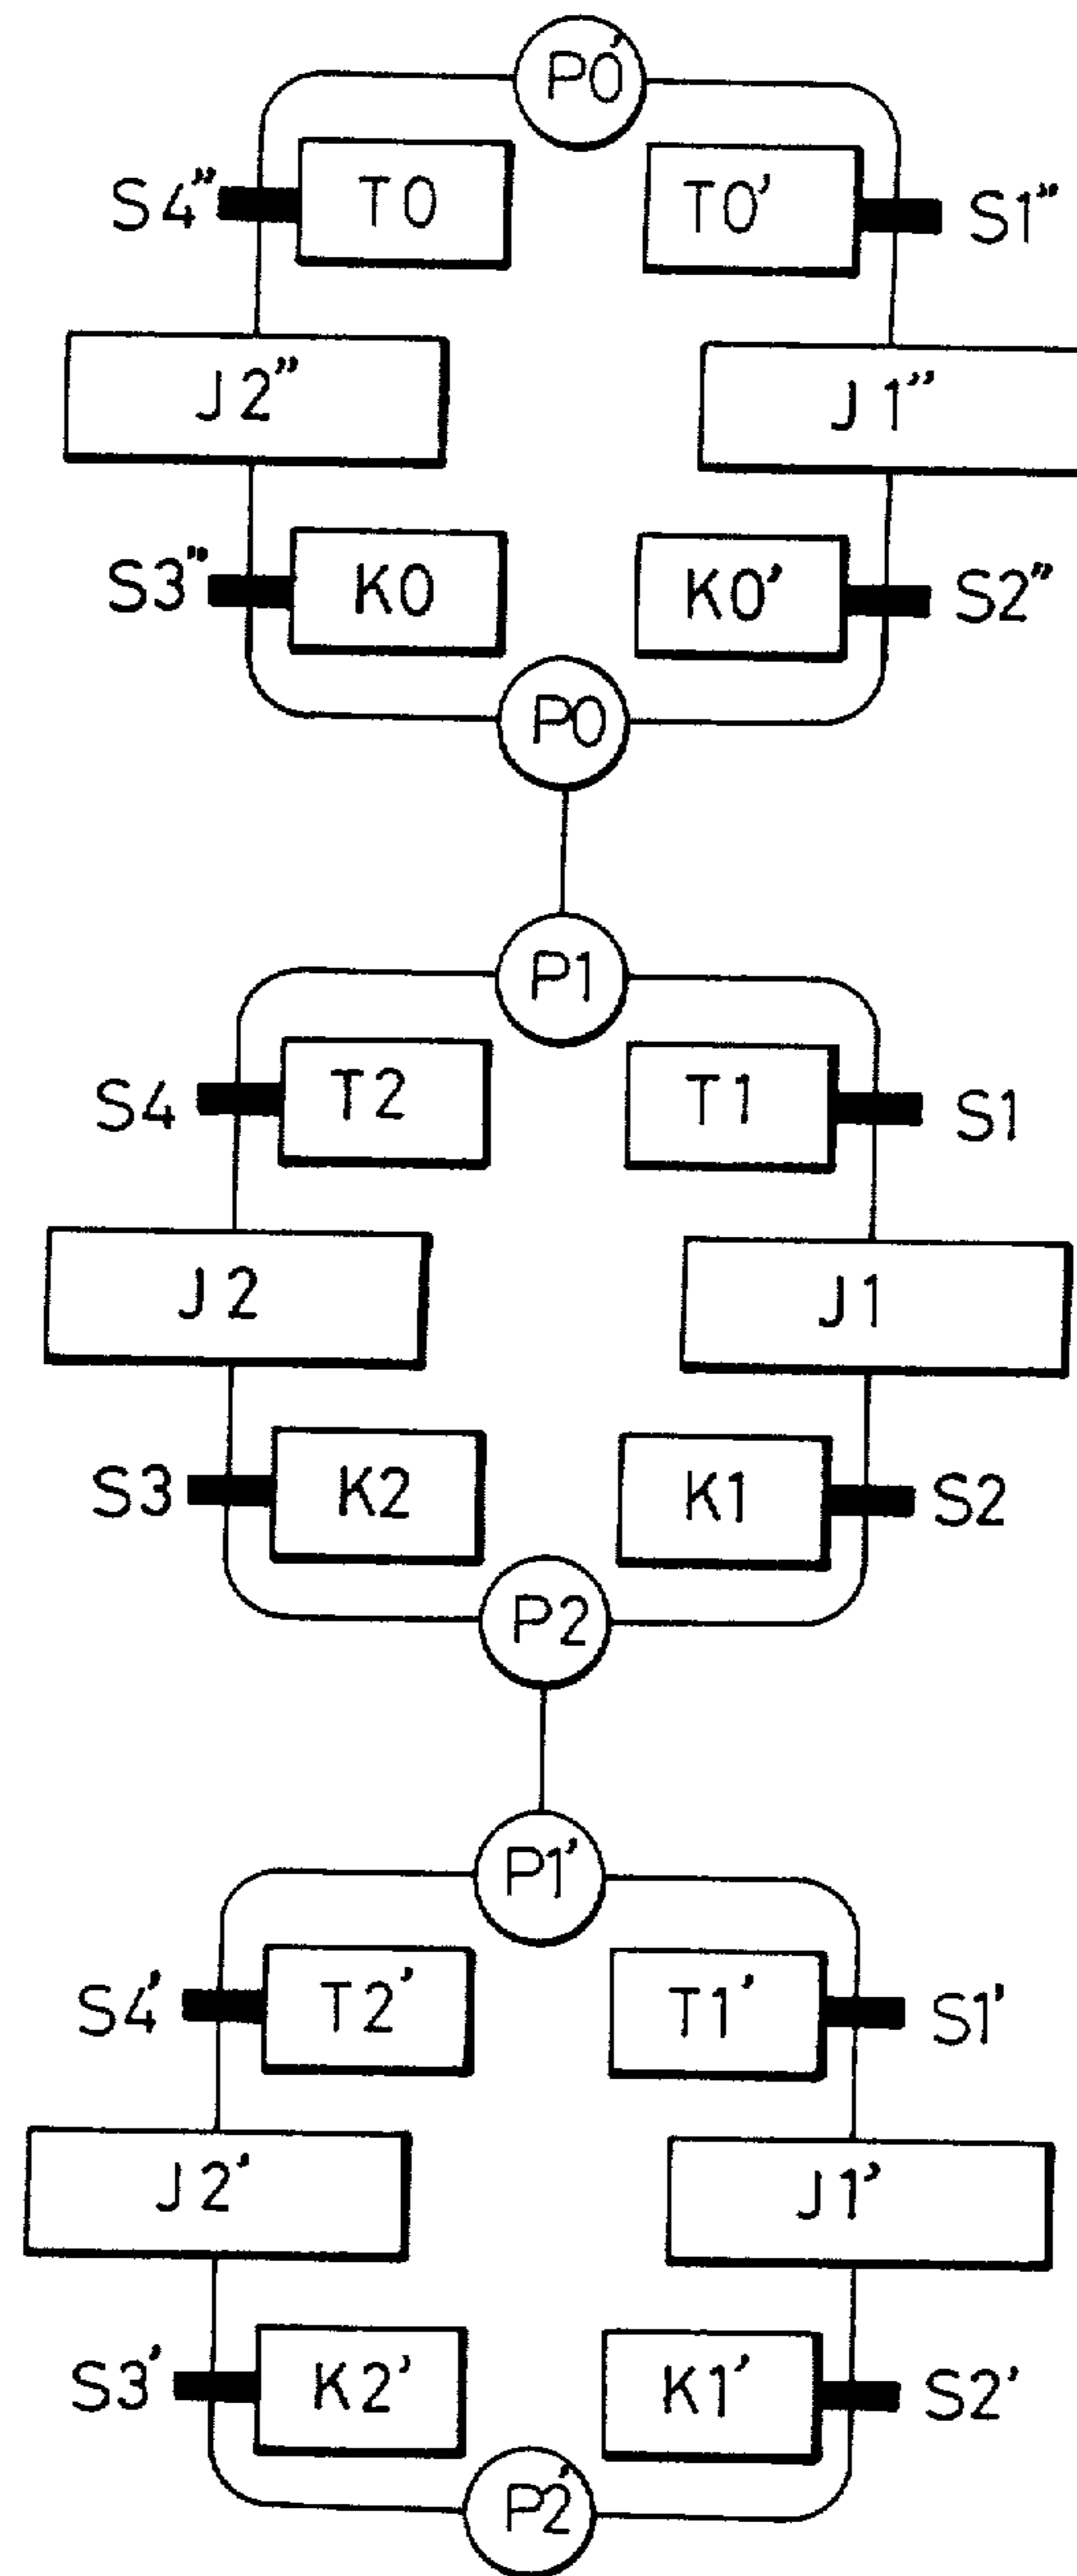 P0'
S4" T0 T0' S1"
J2" J1"
S3" K0 K0' S2"
P0
P1
S4 T2 T1 S1
J2 J1
S3 K2 K1 S2
P2
P1'
S4' T2' T1' S1'
J2' J1'
S3' K2' K1' S2'
P2'